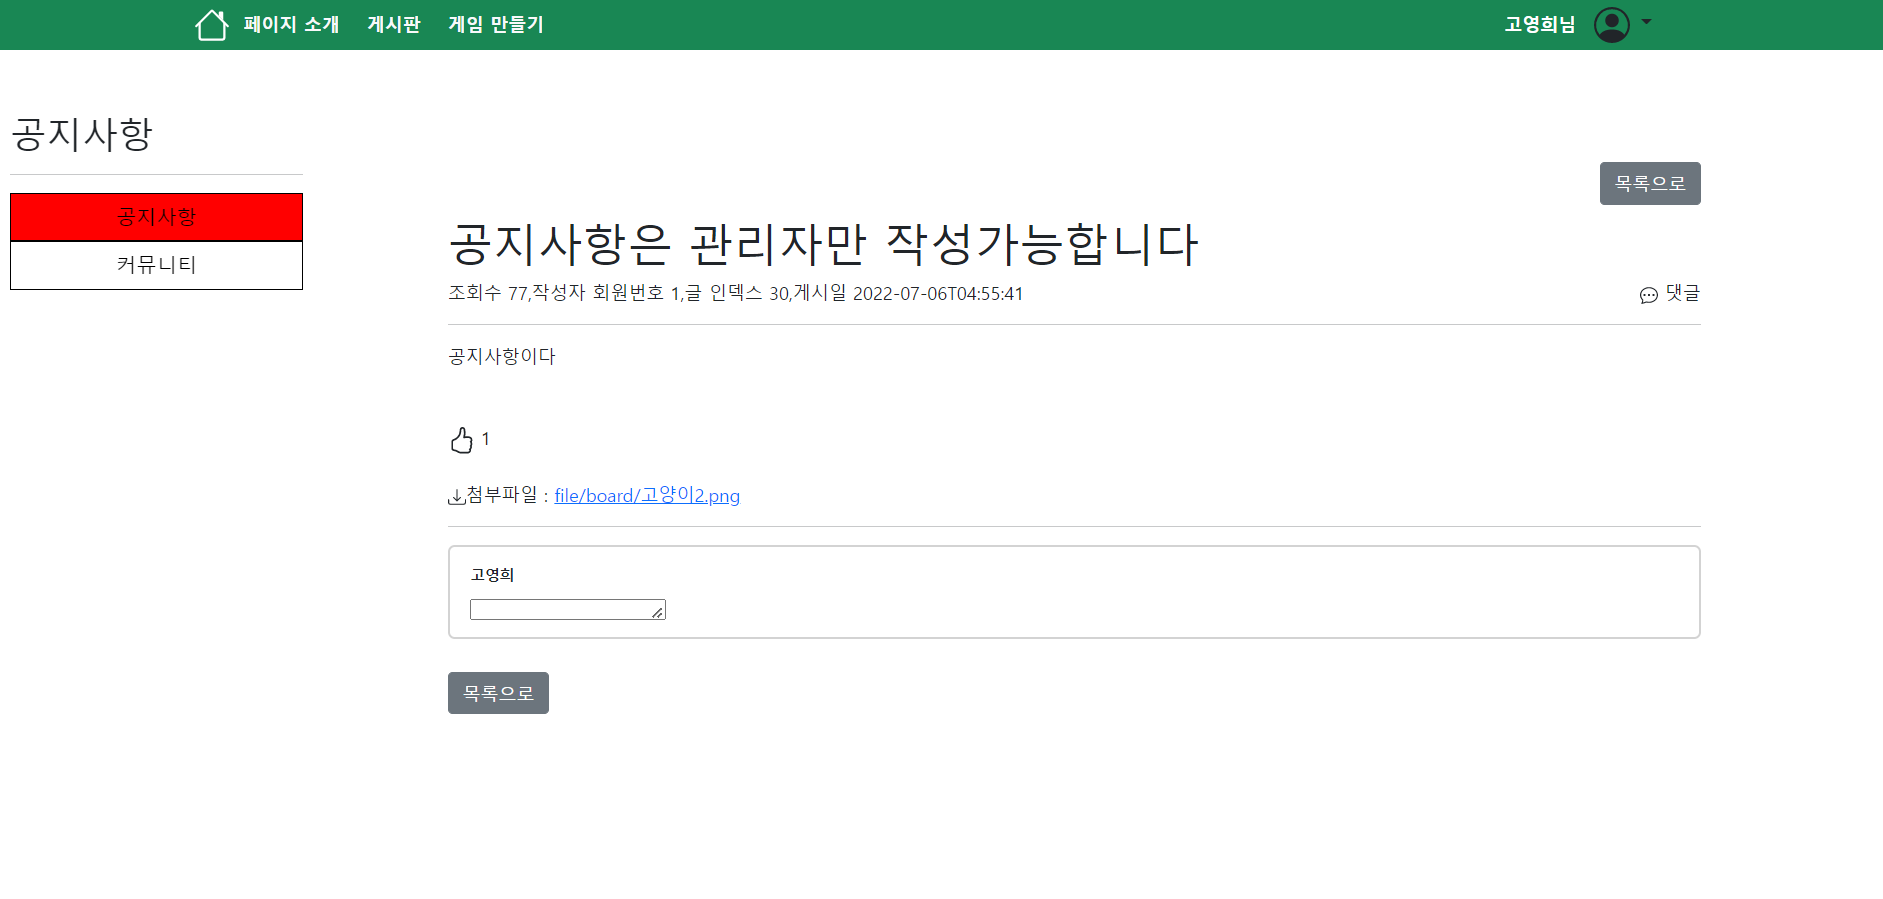 페이지 소개 게시판 게임 만들기 고영희님
공지사항
공지사항
커뮤니티
목록으로
공지사항은 관리자만 작성가능합니다
조회수 77,작성자 회원번호 1,글 인덱스 30,게시일 2022-07-06T04:55:41 댓글
공지사항이다
1
첨부파일 : file/board/고양이2.png
고영희
목록으로